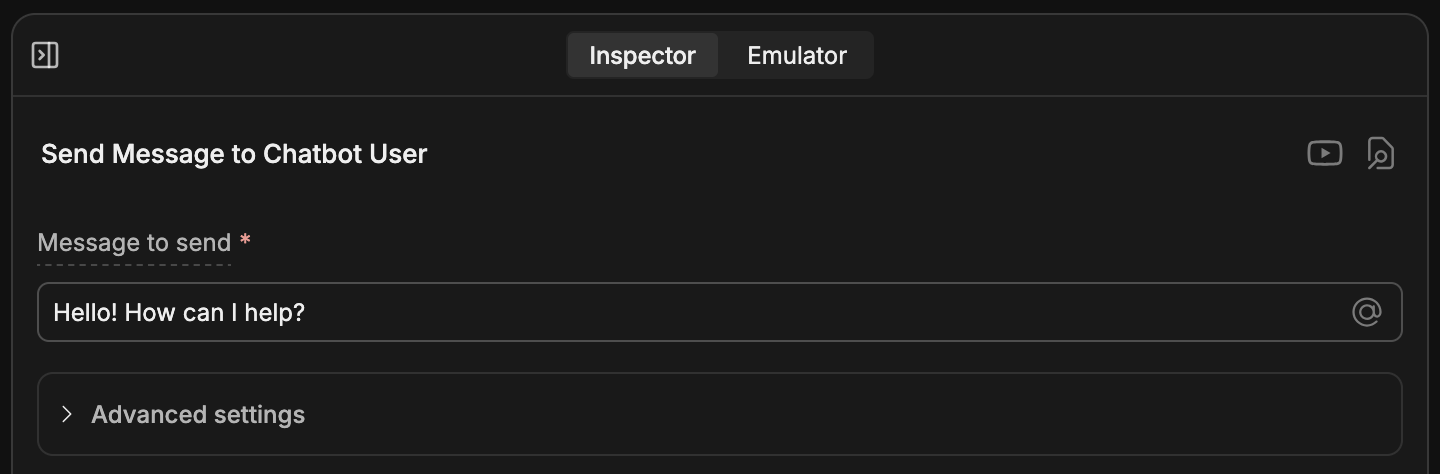 Inspector Emulator
Send Message to Chatbot User
Message to send *
Hello! How can I help?
Advanced settings